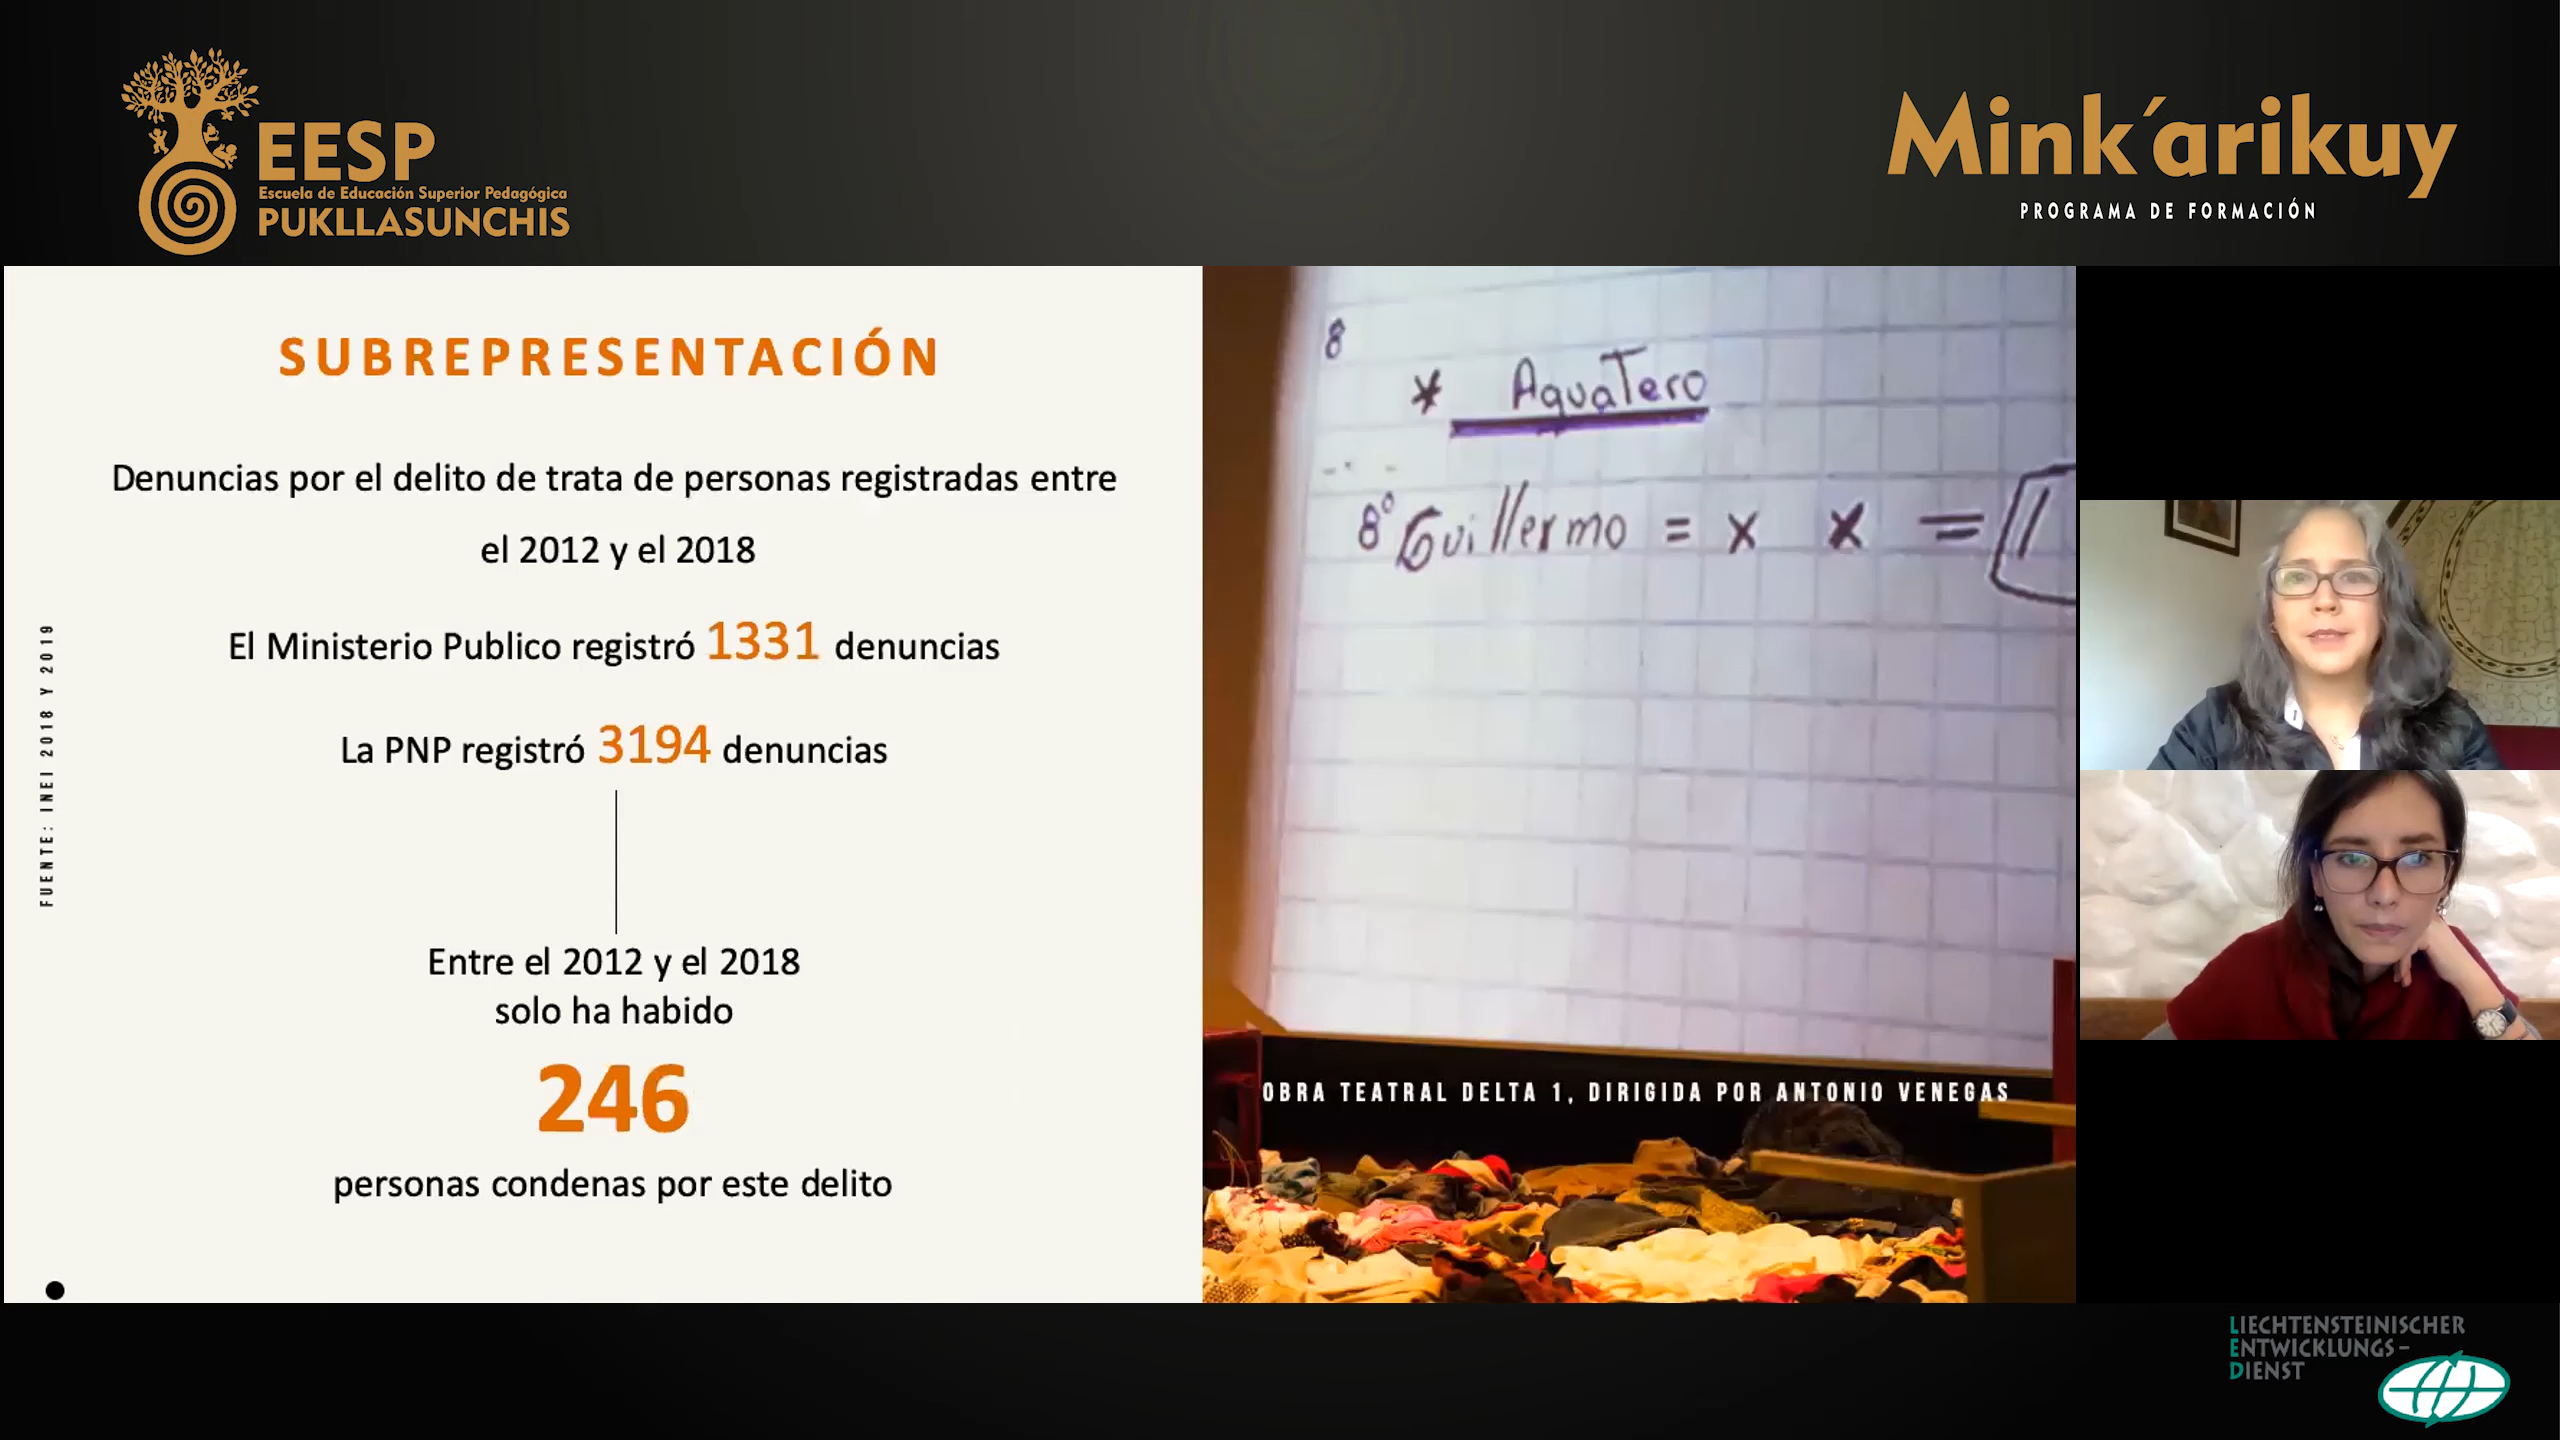 EESP
Escuela de Educación Superior Pedagógica
PUKLLASUNCHIS
Mink´arikuy
PROGRAMA DE FORMACIÓN
SUBREPRESENTACIÓN
Denuncias por el delito de trata de personas registradas entre
el 2012 y el 2018
El Ministerio Publico registró 1331 denuncias
La PNP registró 3194 denuncias
Entre el 2012 y el 2018
solo ha habido
246
personas condenas por este delito
FUENTE: INEI 2018 Y 2019
8
* AguaTero
8° Guillermo = x x = 1
OBRA TEATRAL DELTA 1, DIRIGIDA POR ANTONIO VENEGAS
LIECHTENSTEINISCHER
ENTWICKLUNGS-
DIENST